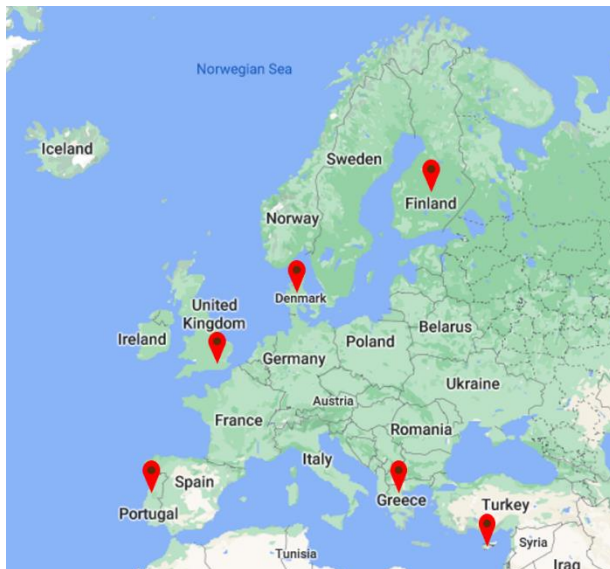 Norwegian Sea
Iceland
Sweden
Finland
Norway
Denmark
United
Kingdom
Ireland
Belarus
Poland
Germany
Ukraine
Austria
France
Romania
Italy
Spain
Portugal
Greece
Turkey
Syria
Tunisia
Iraq